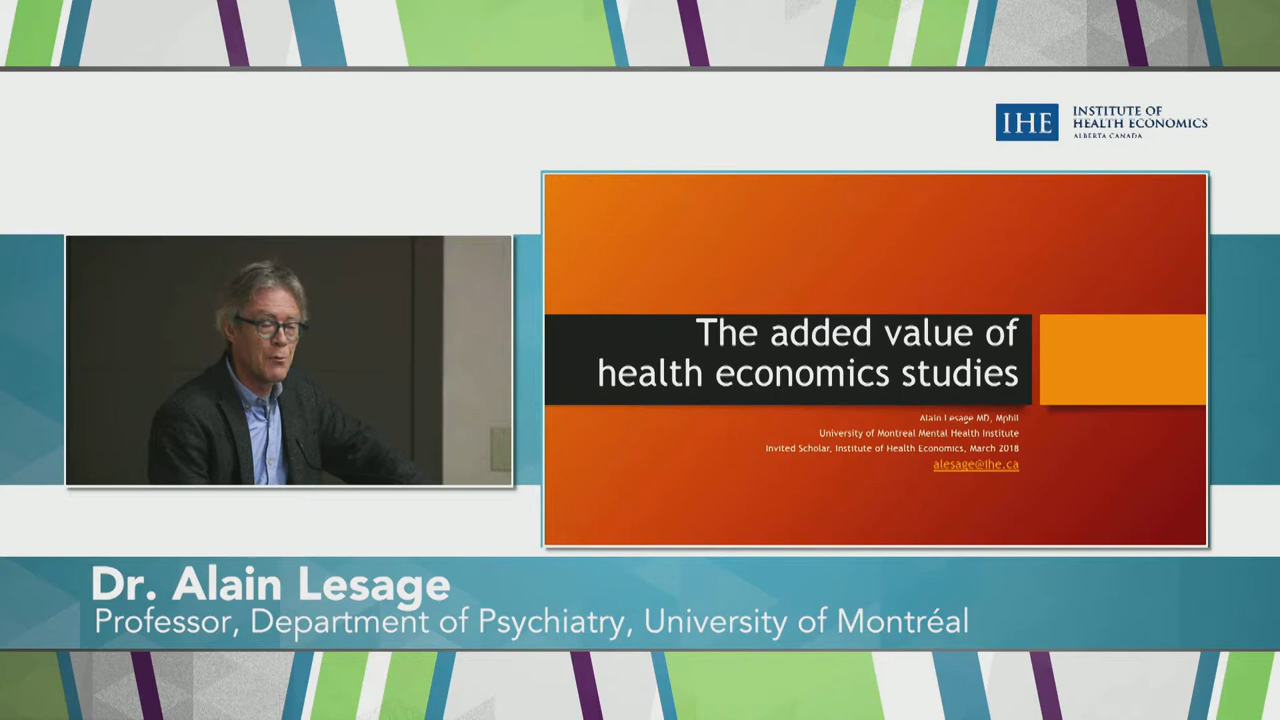 IHE
INSTITUTE OF
HEALTH ECONOMICS
ALBERTA CANADA
The added value of
health economics studies
Alain Lesage MD, Mphil
University of Montreal Mental Health Institute
Invited Scholar, Institute of Health Economics, March 2018
alesage@ihe.ca
Dr. Alain Lesage
Professor, Department of Psychiatry, University of Montréal